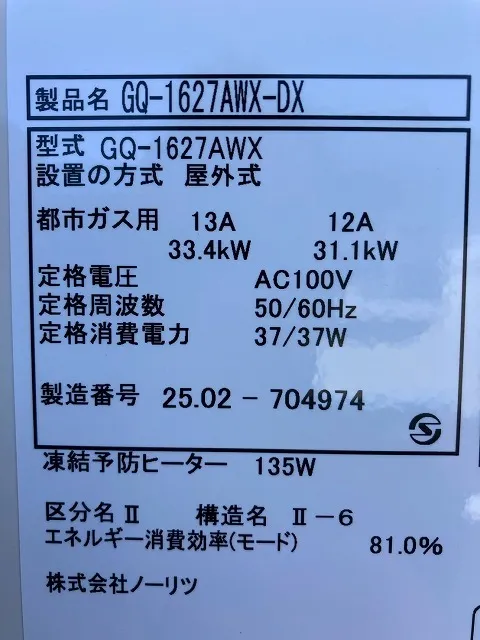 製品名 GQ-1627AWX-DX
型式 GQ-1627AWX
設置の方式 屋外式
都市ガス用 13A 12A
33.4kW 31.1kW
定格電圧 AC100V
定格周波数 50/60Hz
定格消費電力 37/37W
製造番号 25.02 - 704974
凍結予防ヒーター 135W
区分名Ⅱ 構造名 Ⅱ-6
エネルギー消費効率(モード) 81.0%
株式会社ノーリツ